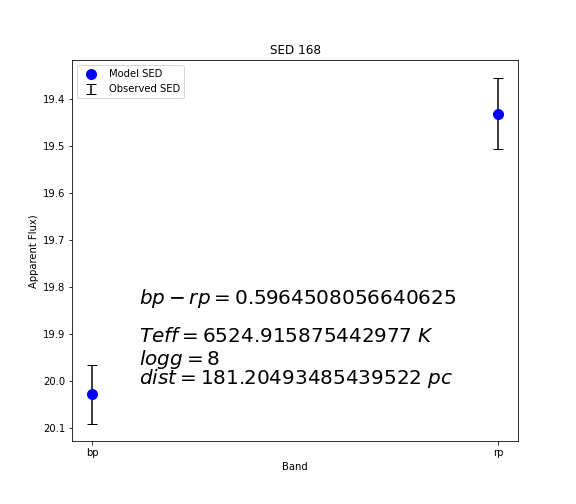 SED 168
Model SED
Observed SED
19.4
19.5
19.6
19.7
19.8
19.9
20.0
20.1
Apparent Flux)
bp − rp = 0.5964508056640625
Teff = 6524.915875442977 K
logg = 8
dist = 181.20493485439522 pc
bp
rp
Band